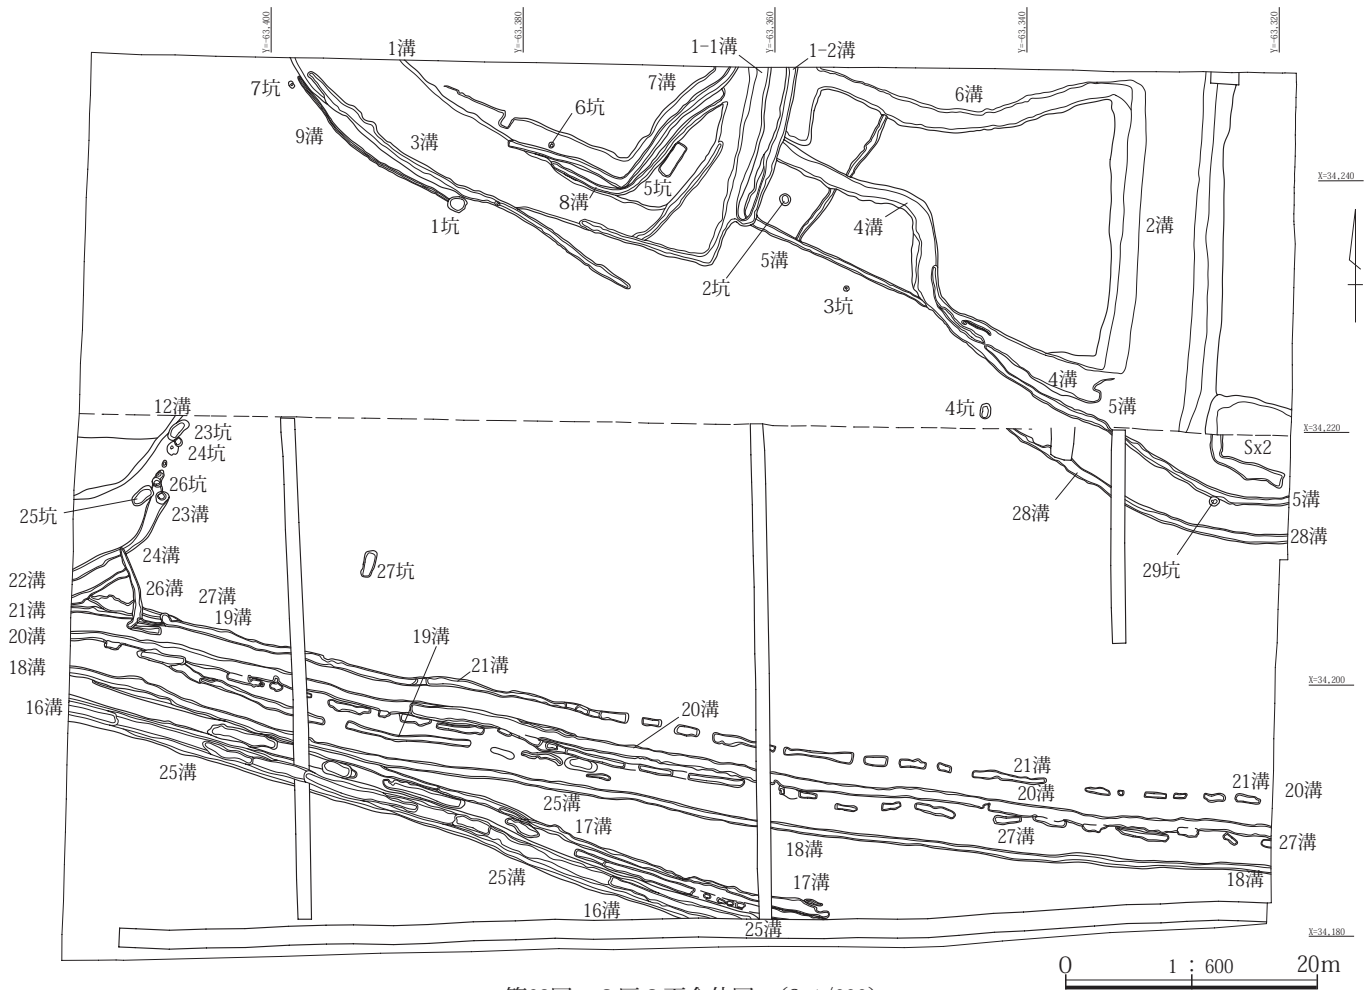 Y=-63,400
Y=-63,380
Y=-63,360
Y=-63,340
Y=-63,320
1溝
1-1溝
1-2溝
7坑
7溝
6溝
6坑
9溝
3溝
5坑
X=34,240
8溝
1坑
4溝
2溝
5溝
2坑
3坑
4溝
12溝
4坑
5溝
X=34,220
23坑
24坑
Sx2
26坑
25坑
23溝
28溝
5溝
28溝
24溝
27坑
29坑
22溝
26溝
27溝
21溝
19溝
20溝
19溝
18溝
21溝
X=34,200
16溝
20溝
25溝
21溝
21溝
20溝
20溝
25溝
17溝
27溝
27溝
18溝
25溝
17溝
18溝
16溝
25溝
X=34,180
0
1:600
20m